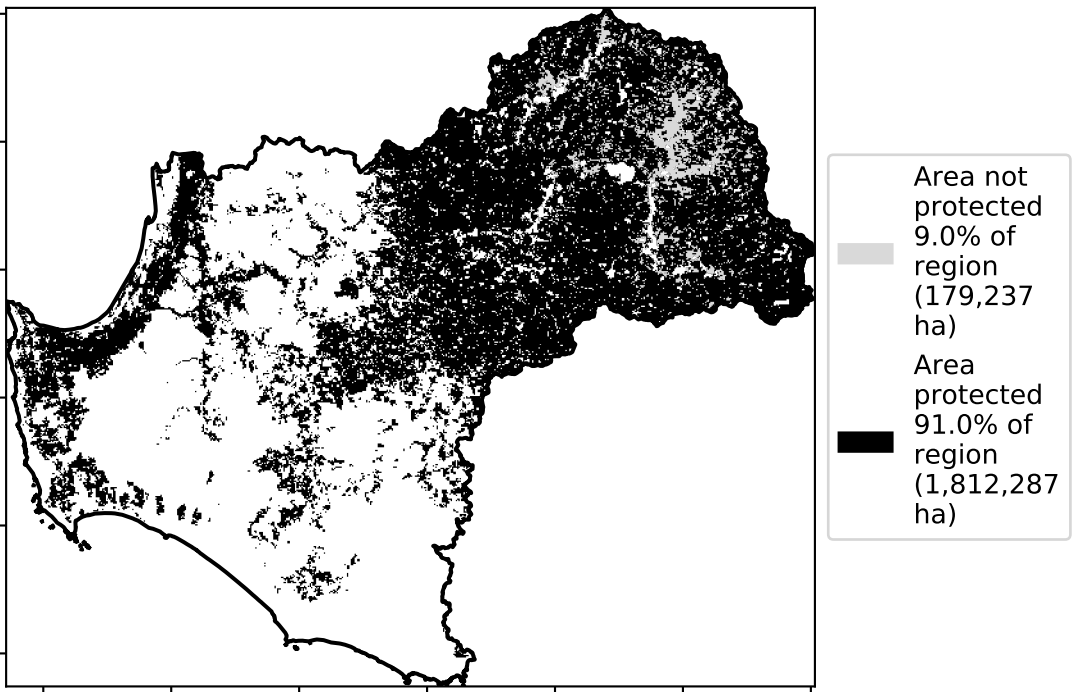 Area not
protected
9.0% of
region
(179,237
ha)
Area
protected
91.0% of
region
(1,812,287
ha)